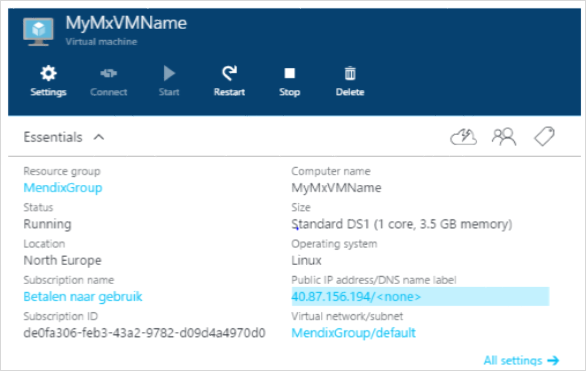 MyMxVMName
Virtual machine
Settings Connect Start Restart Stop Delete
Essentials
Resource group
MendixGroup
Status
Running
Location
North Europe
Subscription name
Betalen naar gebruik
Subscription ID
de0fa306-feb3-43a2-9782-d09d4a4970d0
Computer name
MyMxVMName
Size
Standard DS1 (1 core, 3.5 GB memory)
Operating system
Linux
Public IP address/DNS name label
40.87.156.194/<none>
Virtual network/subnet
MendixGroup/default
All settings